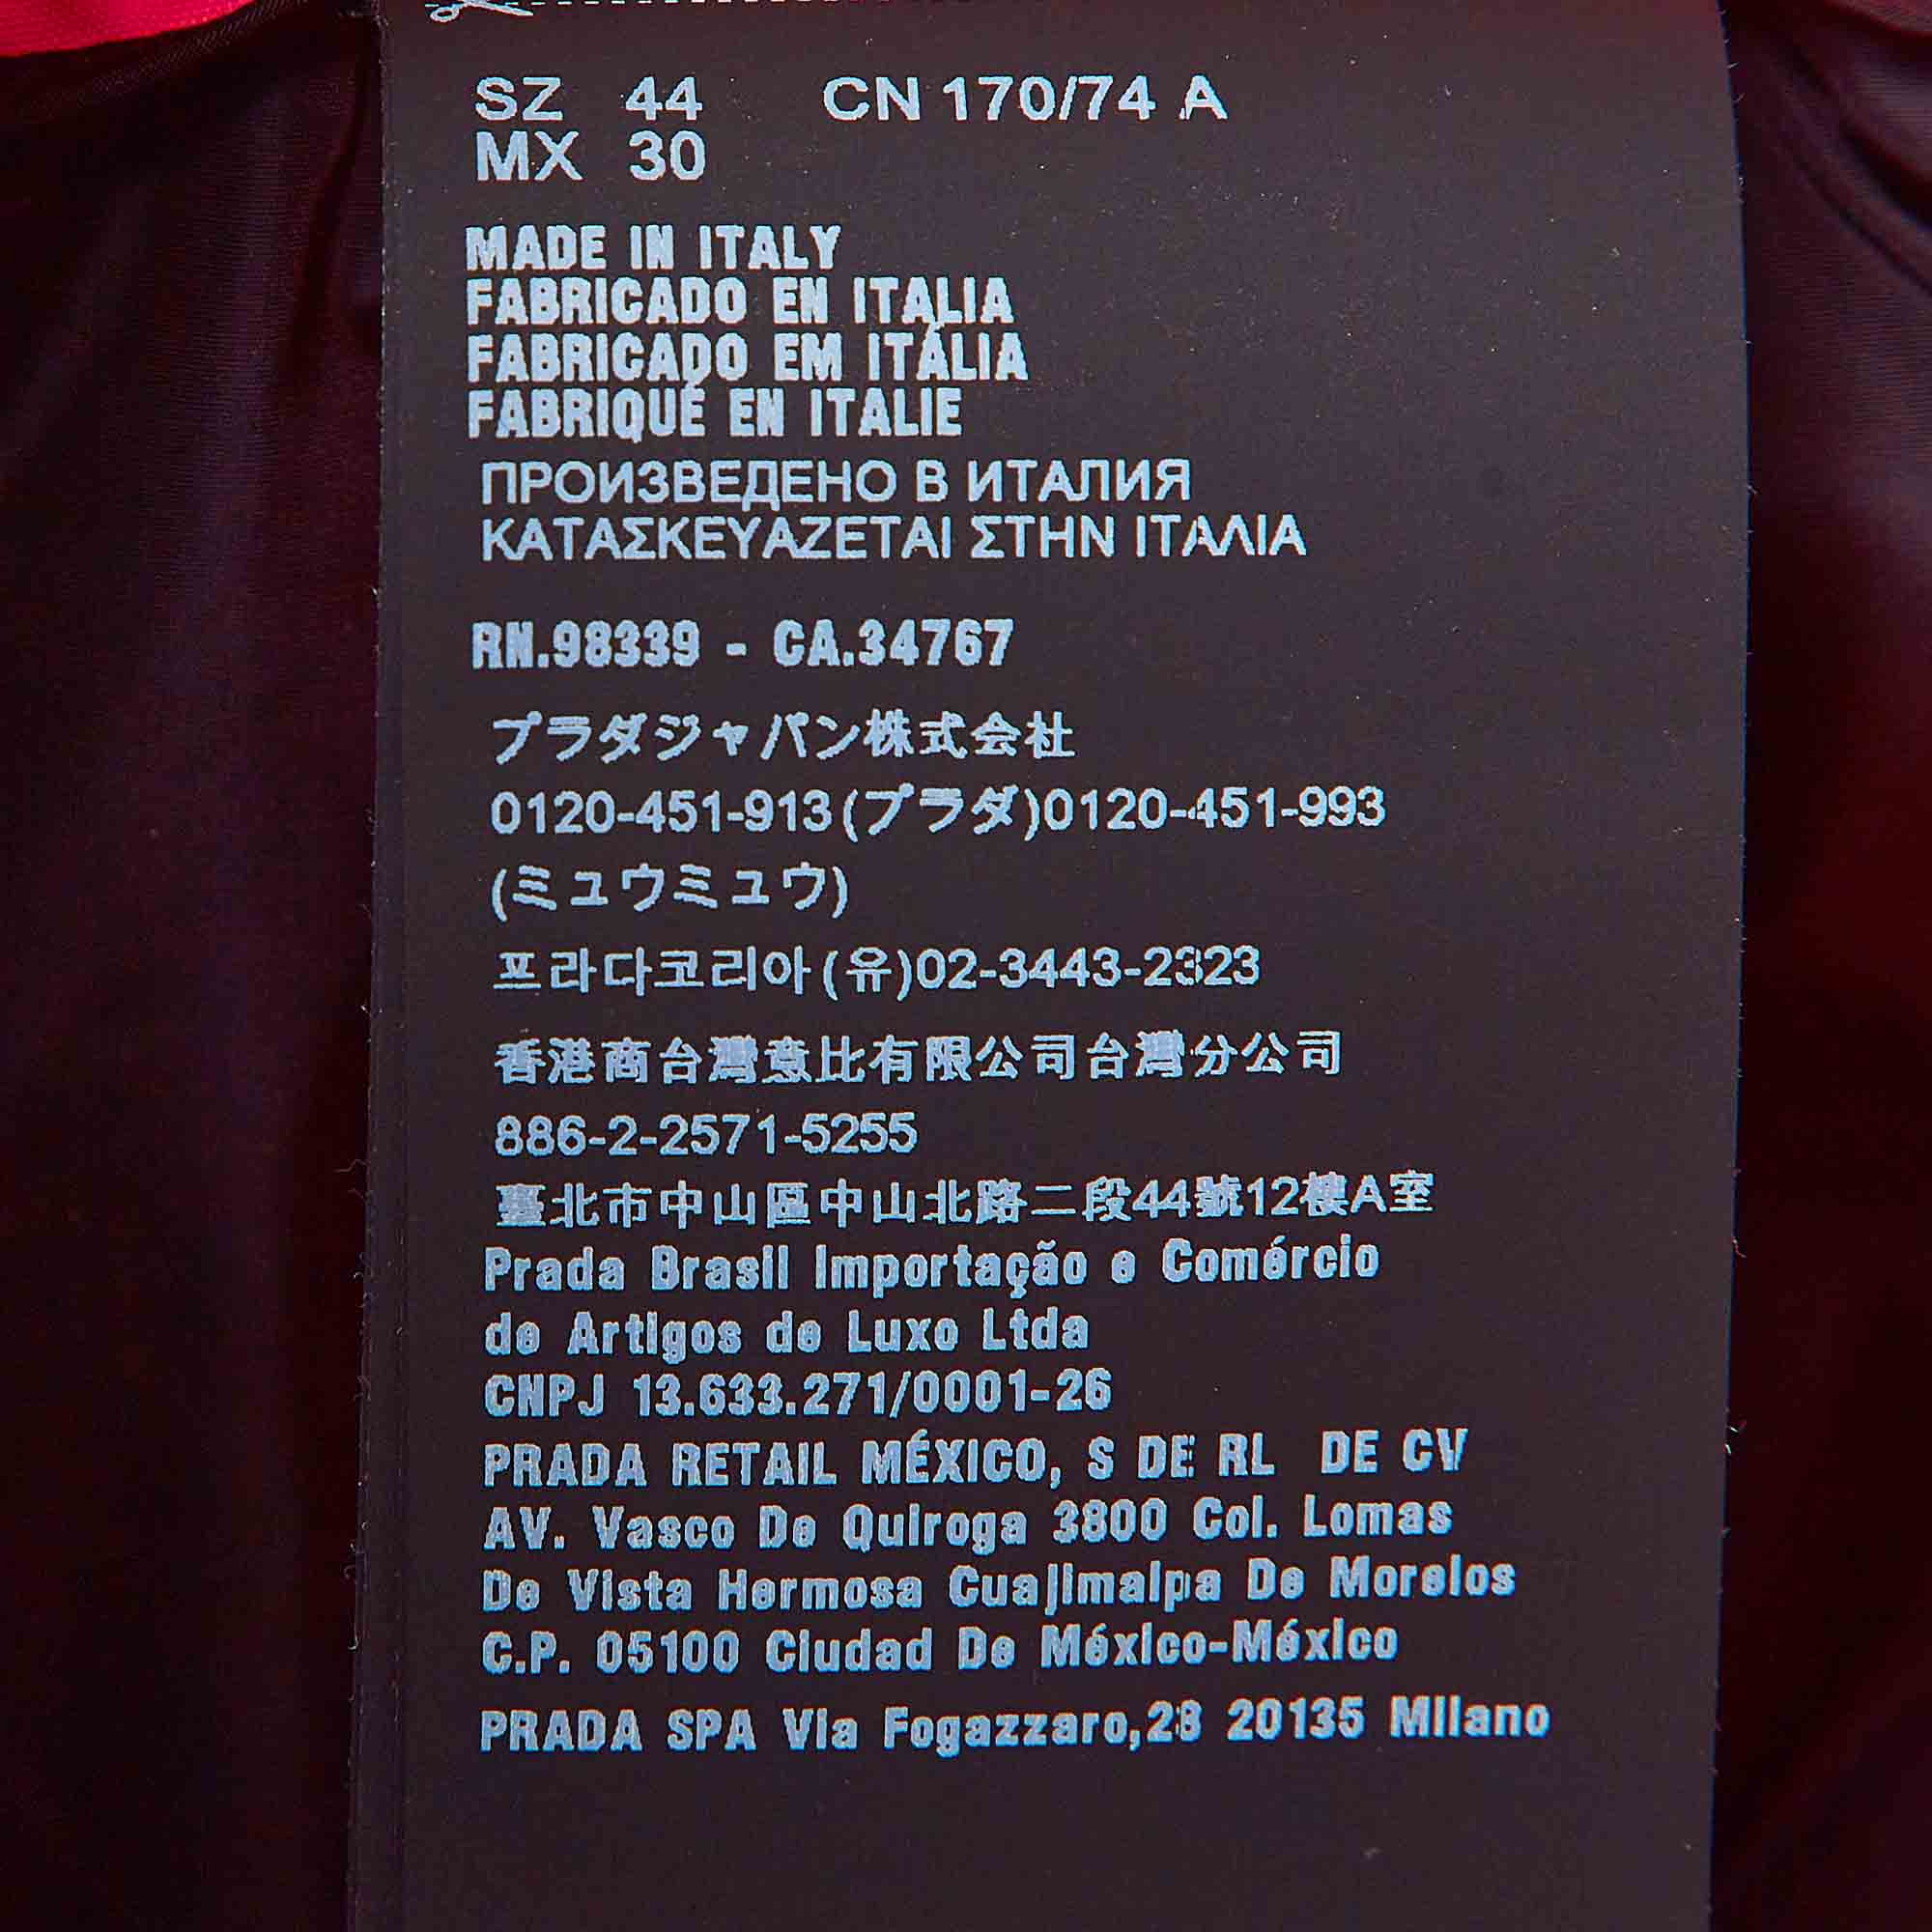 SZ 44 CN 170/74 A
MX 30
MADE IN ITALY
FABRICADO EN ITALIA
FABRICADO EM ITÁLIA
FABRIQUÉ EN ITALIE
ПРОИЗВЕДЕНО В ИТАЛИЯ
ΚΑΤΑΣΚΕΥΑΖΕΤΑΙ ΣΤΗΝ ΙΤΑΛΙΑ
RN.98339 - CA.34767
プラダジャパン株式会社
0120-451-913(プラダ)0120-451-993
(ミュウミュウ)
프라다코리아(유)02-3443-2323
香港商台灣意比有限公司台灣分公司
886-2-2571-5255
臺北市中山區中山北路二段44號12樓A室
Prada Brasil Importação e Comércio
de Artigos de Luxo Ltda
CNPJ 13.633.271/0001-26
PRADA RETAIL MÉXICO, S DE RL DE CV
AV. Vasco De Quiroga 3800 Col. Lomas
De Vista Hermosa Cuajimalpa De Morelos
C.P. 05100 Ciudad De México-México
PRADA SPA Via Fogazzaro,28 20135 Milano